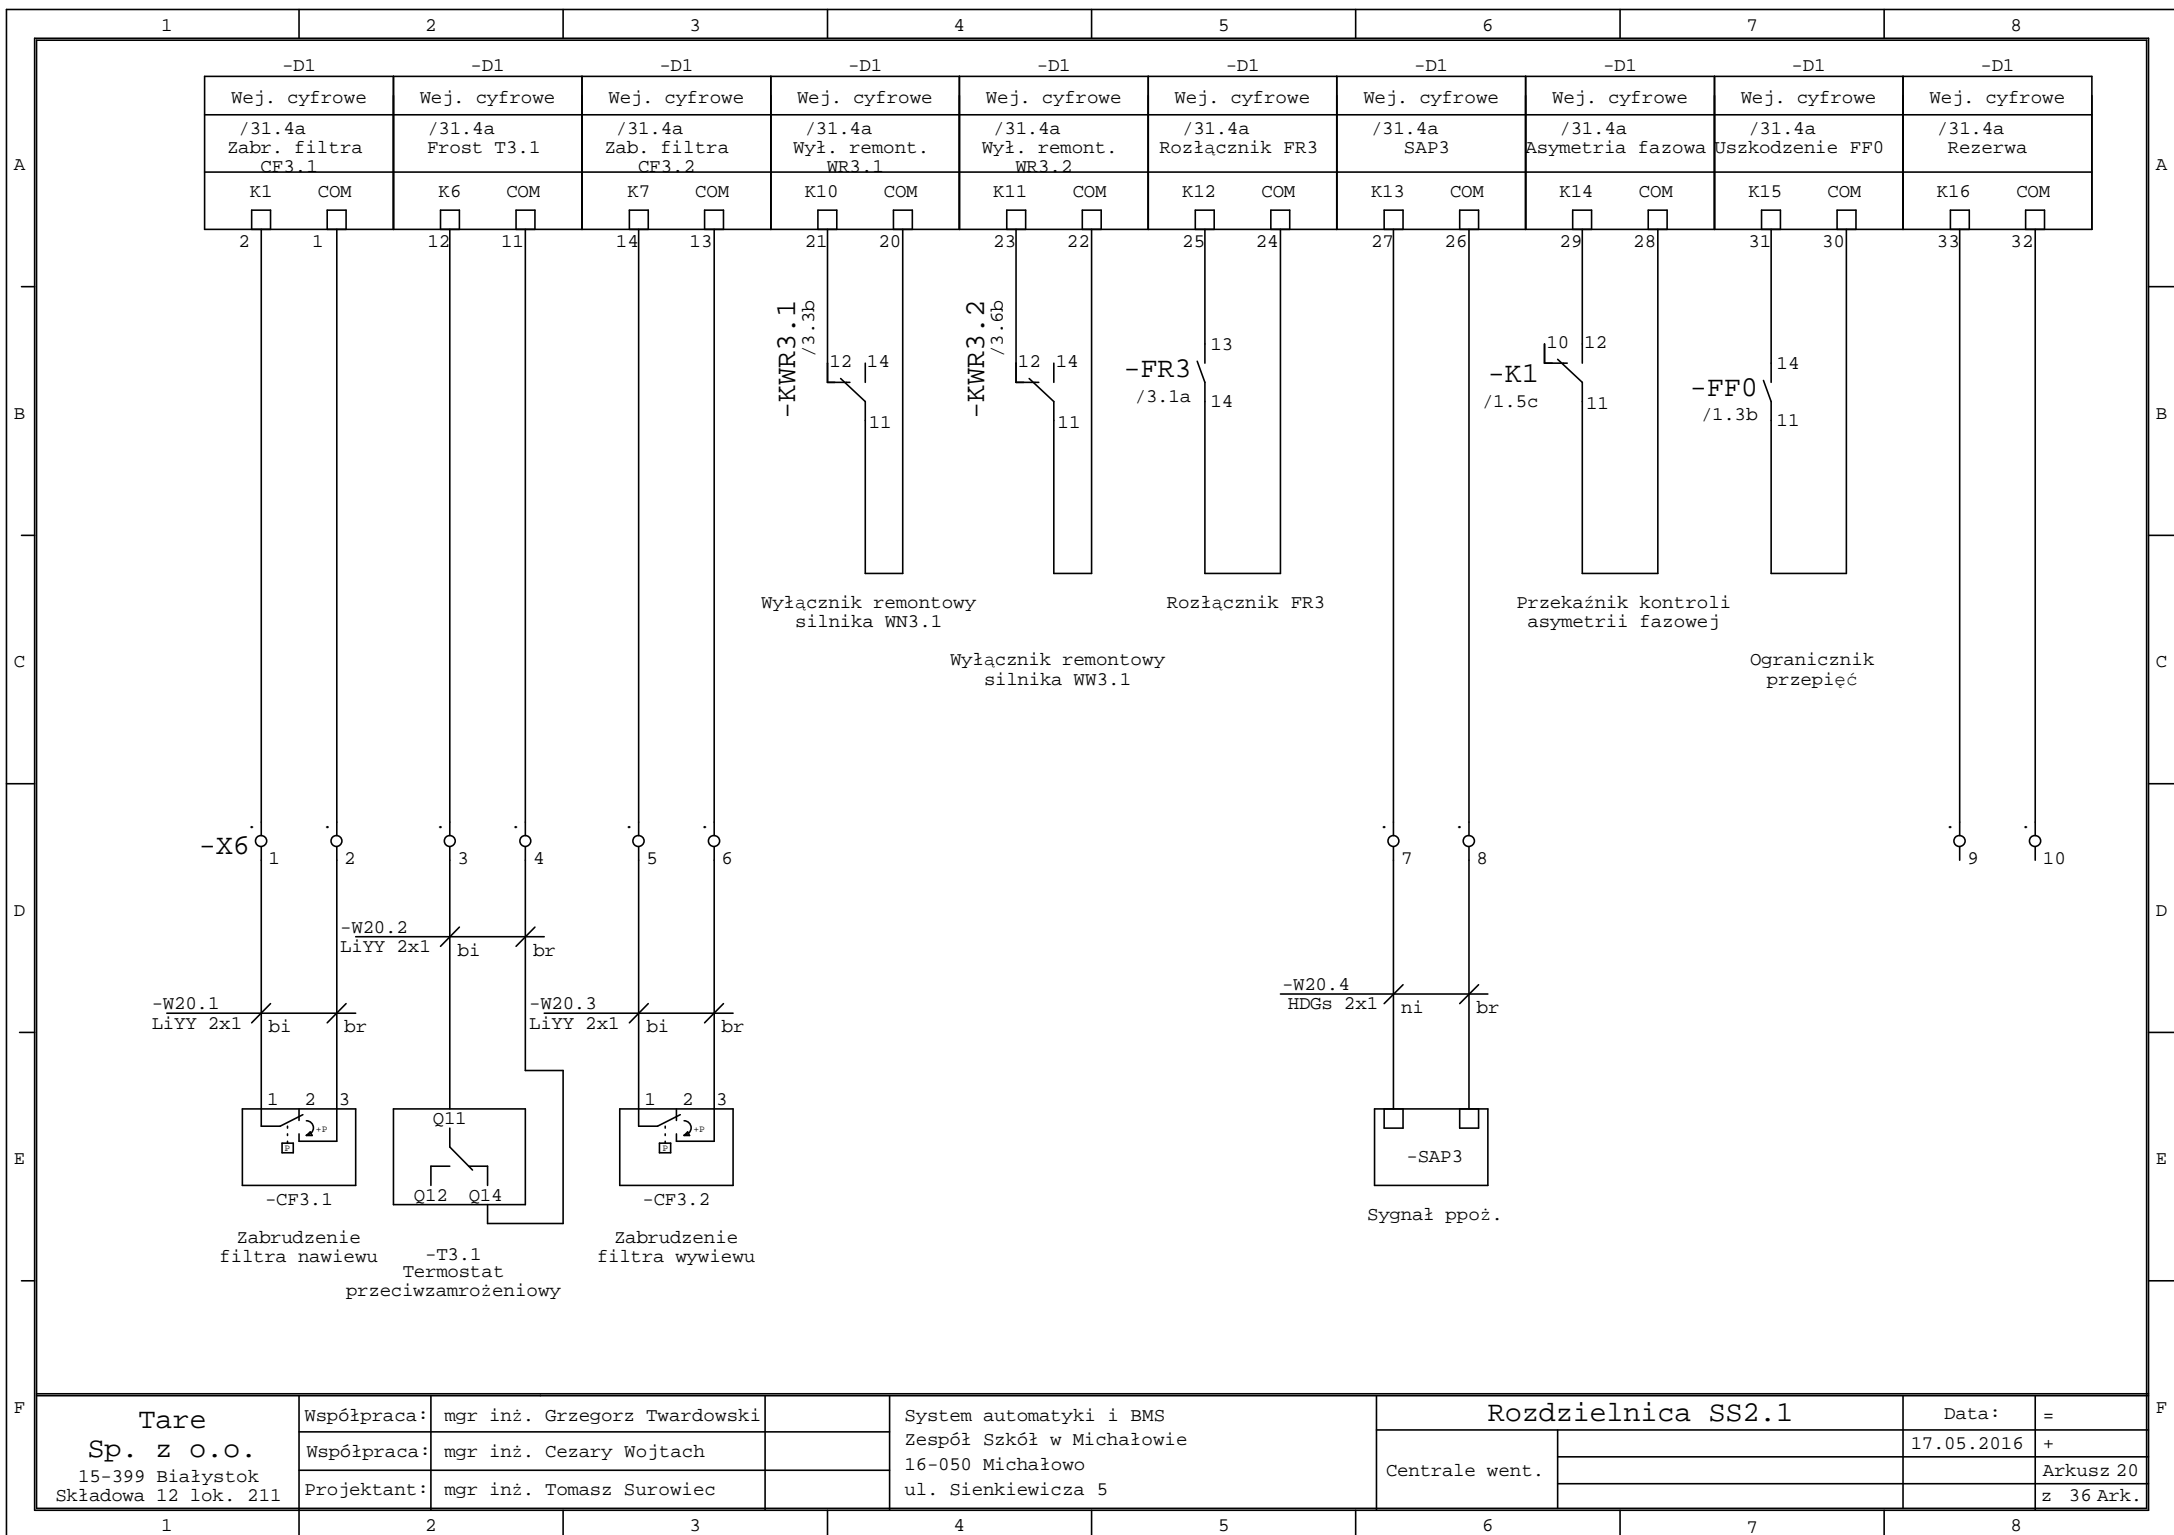 1 2 3 4 5 6 7 8
-D1 -D1 -D1 -D1 -D1 -D1 -D1 -D1 -D1 -D1
Wej. cyfrowe Wej. cyfrowe Wej. cyfrowe Wej. cyfrowe Wej. cyfrowe Wej. cyfrowe Wej. cyfrowe Wej. cyfrowe Wej. cyfrowe Wej. cyfrowe
/31.4a /31.4a /31.4a /31.4a /31.4a /31.4a /31.4a /31.4a /31.4a /31.4a
Zabr. filtra Frost T3.1 Zab. filtra Wył. remont. Wył. remont. Rozłącznik FR3 SAP3 Asymetria fazowa Uszkodzenie FF0 Rezerwa
A CF3.1 CF3.2 WR3.1 WR3.2 A
K1 COM K6 COM K7 COM K10 COM K11 COM K12 COM K13 COM K14 COM K15 COM K16 COM
2 1 12 11 14 13 21 20 23 22 25 24 27 26 29 28 31 30 33 32
-KWR3.1
/3.3b
12 14
11
-KWR3.2
/3.6b
12 14
11
13
-FR3
/3.1a 14
10 12
-K1
/1.5c 11
14
-FF0
/1.3b 11
B B
Wyłącznik remontowy
silnika WN3.1
Wyłącznik remontowy
silnika WW3.1
Rozłącznik FR3
Przekaźnik kontroli
asymetrii fazowej
Ogranicznik
przepięć
C C
-X6 1 2 3 4 5 6 7 8 9 10
D D
-W20.2
LiYY 2x1 bi br
-W20.1
LiYY 2x1 bi br
-W20.3
LiYY 2x1 bi br
-W20.4
HDGs 2x1 ni br
1 2 3
+P
P
-CF3.1
Zabrudzenie
filtra nawiewu
Q11
Q12 Q14
-T3.1
Termostat
przeciwzamrożeniowy
1 2 3
+P
P
-CF3.2
Zabrudzenie
filtra wywiewu
-SAP3
Sygnał ppoż.
E E
F F
Tare
Sp. z o.o.
15-399 Białystok
Składowa 12 lok. 211
Współpraca: mgr inż. Grzegorz Twardowski
Współpraca: mgr inż. Cezary Wojtach
Projektant: mgr inż. Tomasz Surowiec
System automatyki i BMS
Zespół Szkół w Michałowie
16-050 Michałowo
ul. Sienkiewicza 5
Rozdzielnica SS2.1
Centrale went.
Data: =
17.05.2016 +
Arkusz 20
z 36 Ark.
1 2 3 4 5 6 7 8